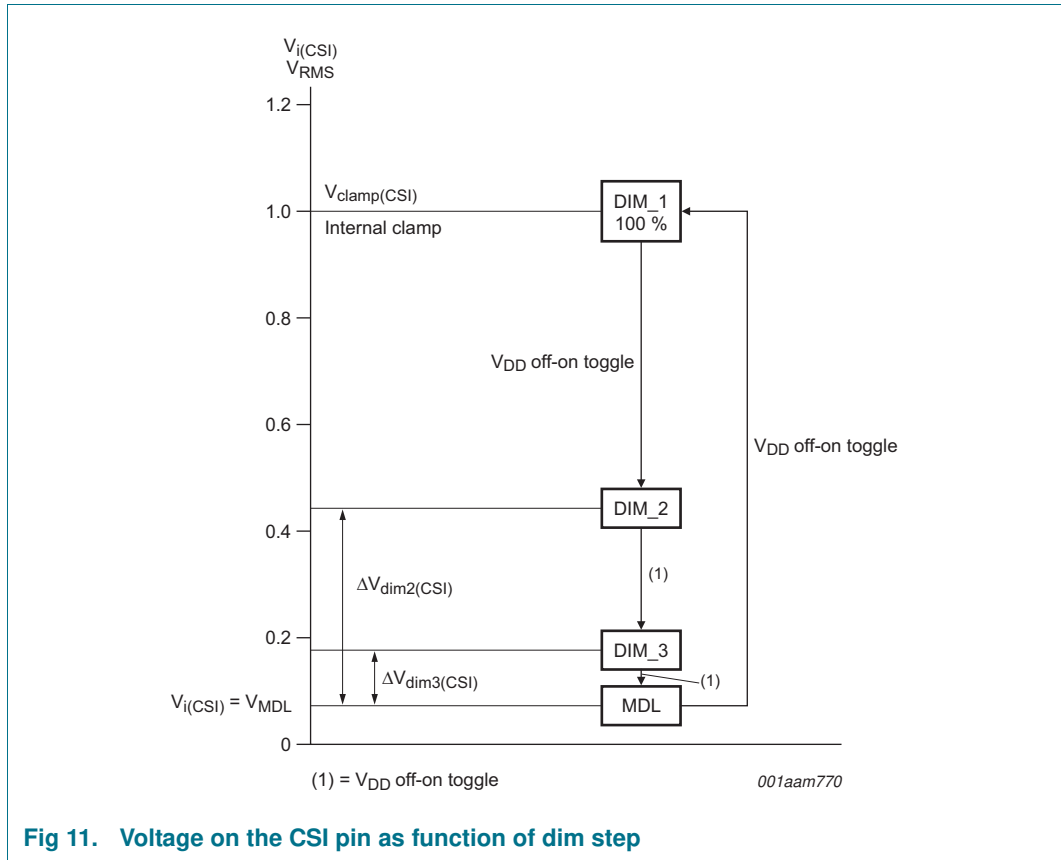 Vi(CSI)
VRMS
1.2
Vclamp(CSI)
1.0
Internal clamp
DIM_1
100 %
0.8
VDD off-on toggle
0.6
VDD off-on toggle
DIM_2
0.4
(1)
ΔVdim2(CSI)
0.2
DIM_3
ΔVdim3(CSI)
(1)
Vi(CSI) = VMDL
MDL
0
(1) = VDD off-on toggle
001aam770
Fig 11. Voltage on the CSI pin as function of dim step